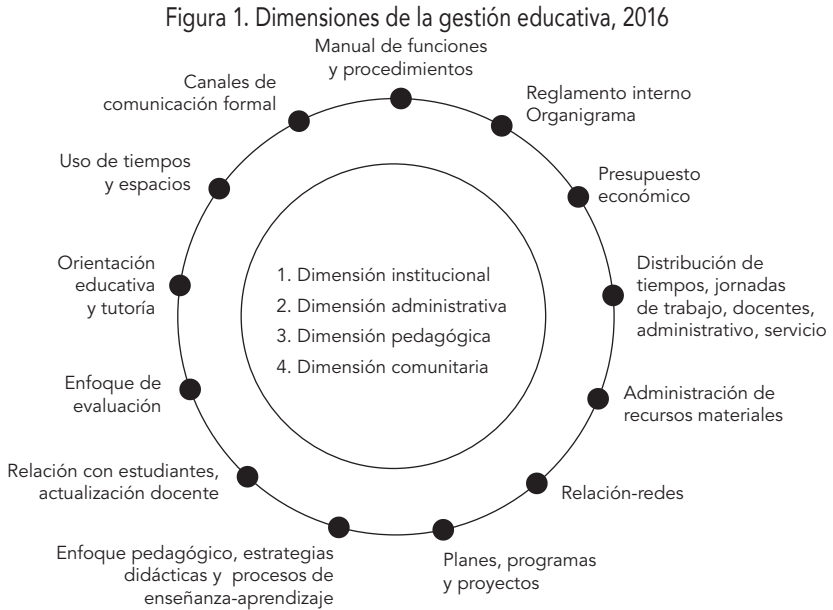 Figura 1. Dimensiones de la gestión educativa, 2016
Manual de funciones
y procedimientos
Reglamento interno
Organigrama
Presupuesto
económico
Distribución de
tiempos, jornadas
de trabajo, docentes,
administrativo, servicio
Administración de
recursos materiales
Relación-redes
Planes, programas
y proyectos
Enfoque pedagógico, estrategias
didácticas y procesos de
enseñanza-aprendizaje
Relación con estudiantes,
actualización docente
Enfoque de
evaluación
Orientación
educativa
y tutoría
Uso de tiempos
y espacios
Canales de
comunicación formal
1. Dimensión institucional
2. Dimensión administrativa
3. Dimensión pedagógica
4. Dimensión comunitaria